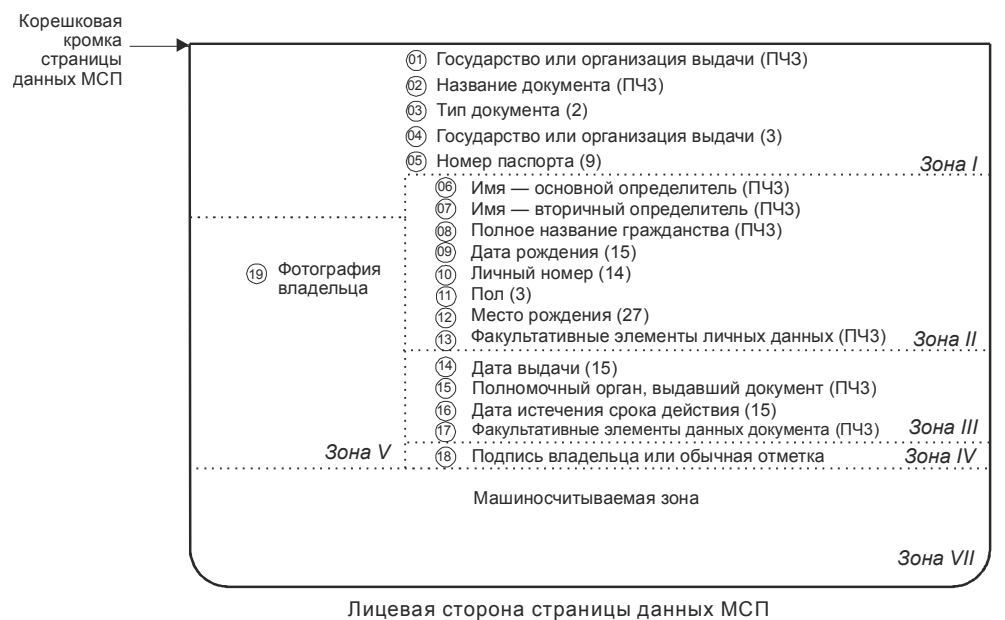 Корешковая
кромка
страницы
данных МСП
01 Государство или организация выдачи (ПЧЗ)
02 Название документа (ПЧЗ)
03 Тип документа (2)
04 Государство или организация выдачи (3)
05 Номер паспорта (9)
Зона I
06 Имя — основной определитель (ПЧЗ)
07 Имя — вторичный определитель (ПЧЗ)
08 Полное название гражданства (ПЧЗ)
09 Дата рождения (15)
10 Личный номер (14)
11 Пол (3)
12 Место рождения (27)
13 Факультативные элементы личных данных (ПЧЗ)
Зона II
14 Дата выдачи (15)
15 Полномочный орган, выдавший документ (ПЧЗ)
16 Дата истечения срока действия (15)
17 Факультативные элементы данных документа (ПЧЗ)
Зона III
18 Подпись владельца или обычная отметка
Зона IV
19 Фотография
владельца
Зона V
Машиносчитываемая зона
Зона VII
Лицевая сторона страницы данных МСП